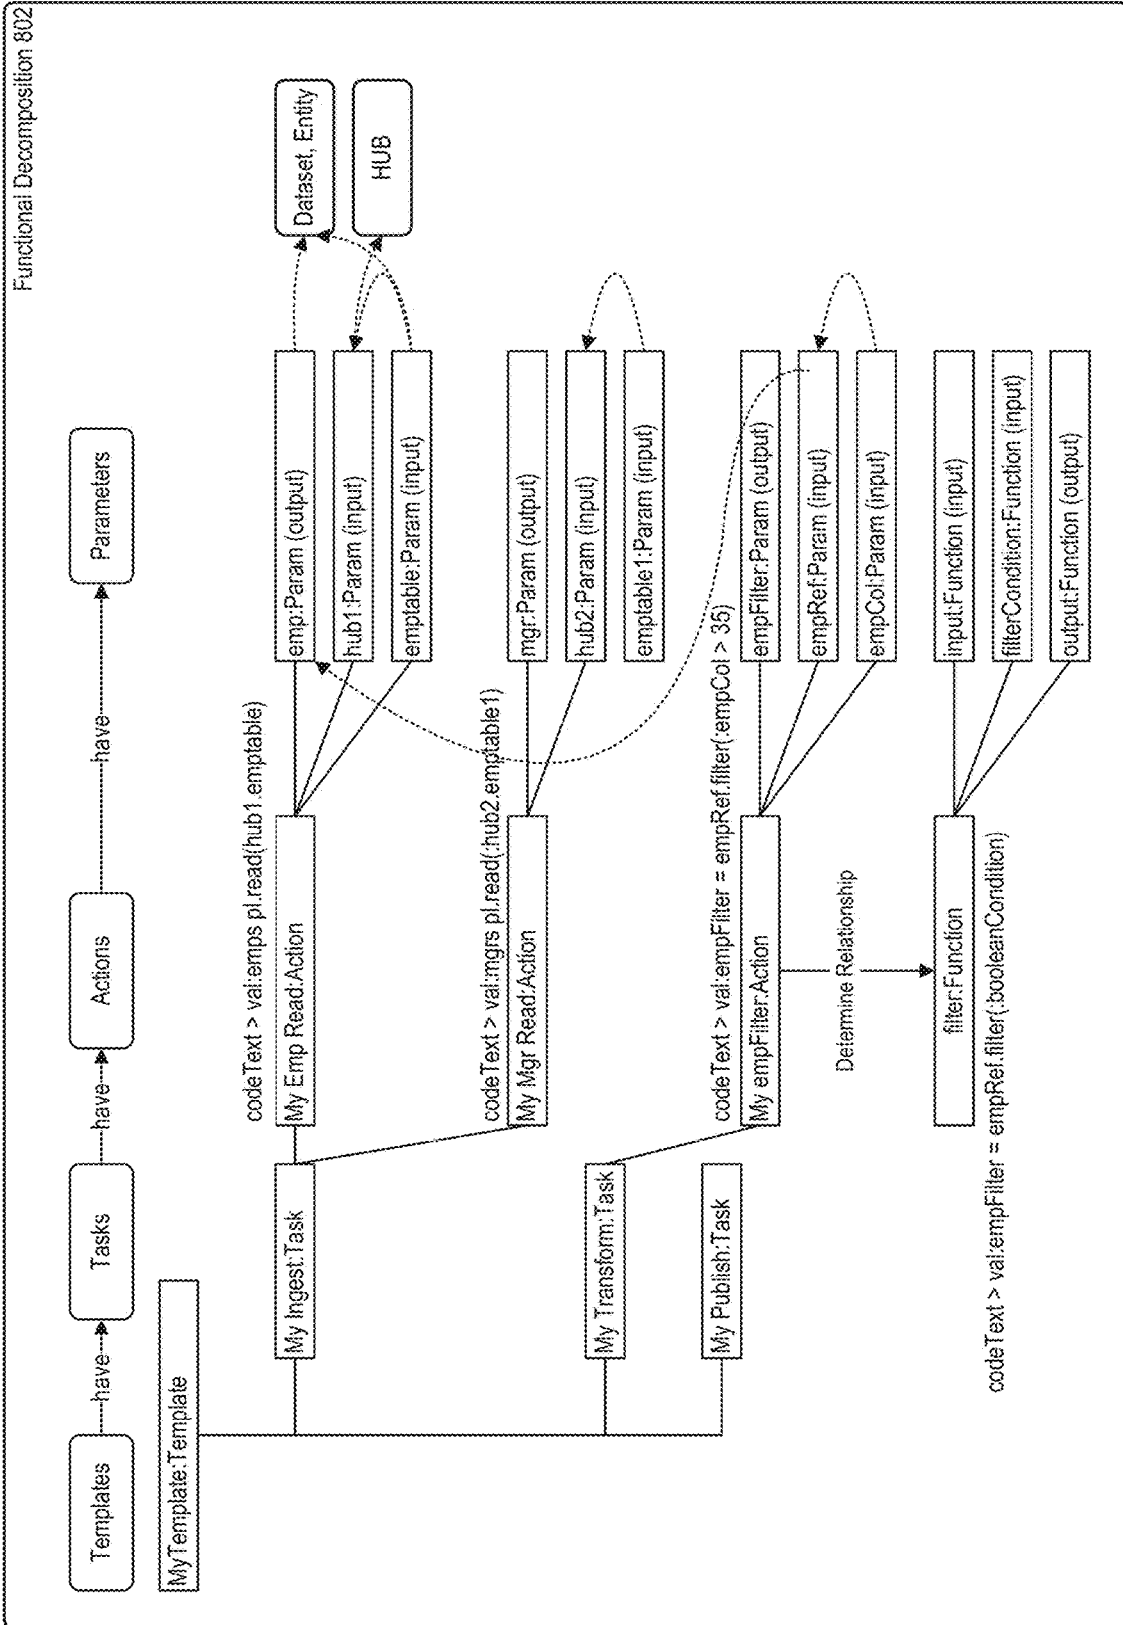 Functional Decomposition 802
Templates
have
Tasks
have
Actions
have
Parameters
MyTemplate:Template
My Ingest:Task
codeText > val:emps pl.read(hub1.emptable)
My Emp Read:Action
emp:Param (output)
hub1:Param (input)
emptable:Param (input)
Dataset, Entity
HUB
codeText > val:mgrs pl.read(:hub2.emptable1)
My Mgr Read:Action
mgr:Param (output)
hub2:Param (input)
emptable1:Param (input)
My Transform:Task
My Publish:Task
codeText > val:empFilter = empRef.filter(:empCol > 35)
My empFilter:Action
empFilter:Param (output)
empRef:Param (input)
empCol:Param (input)
Determine Relationship
filter:Function
input:Function (input)
filterCondition:Function (input)
output:Function (output)
codeText > val:empFilter = empRef.filter(:booleanCondition)